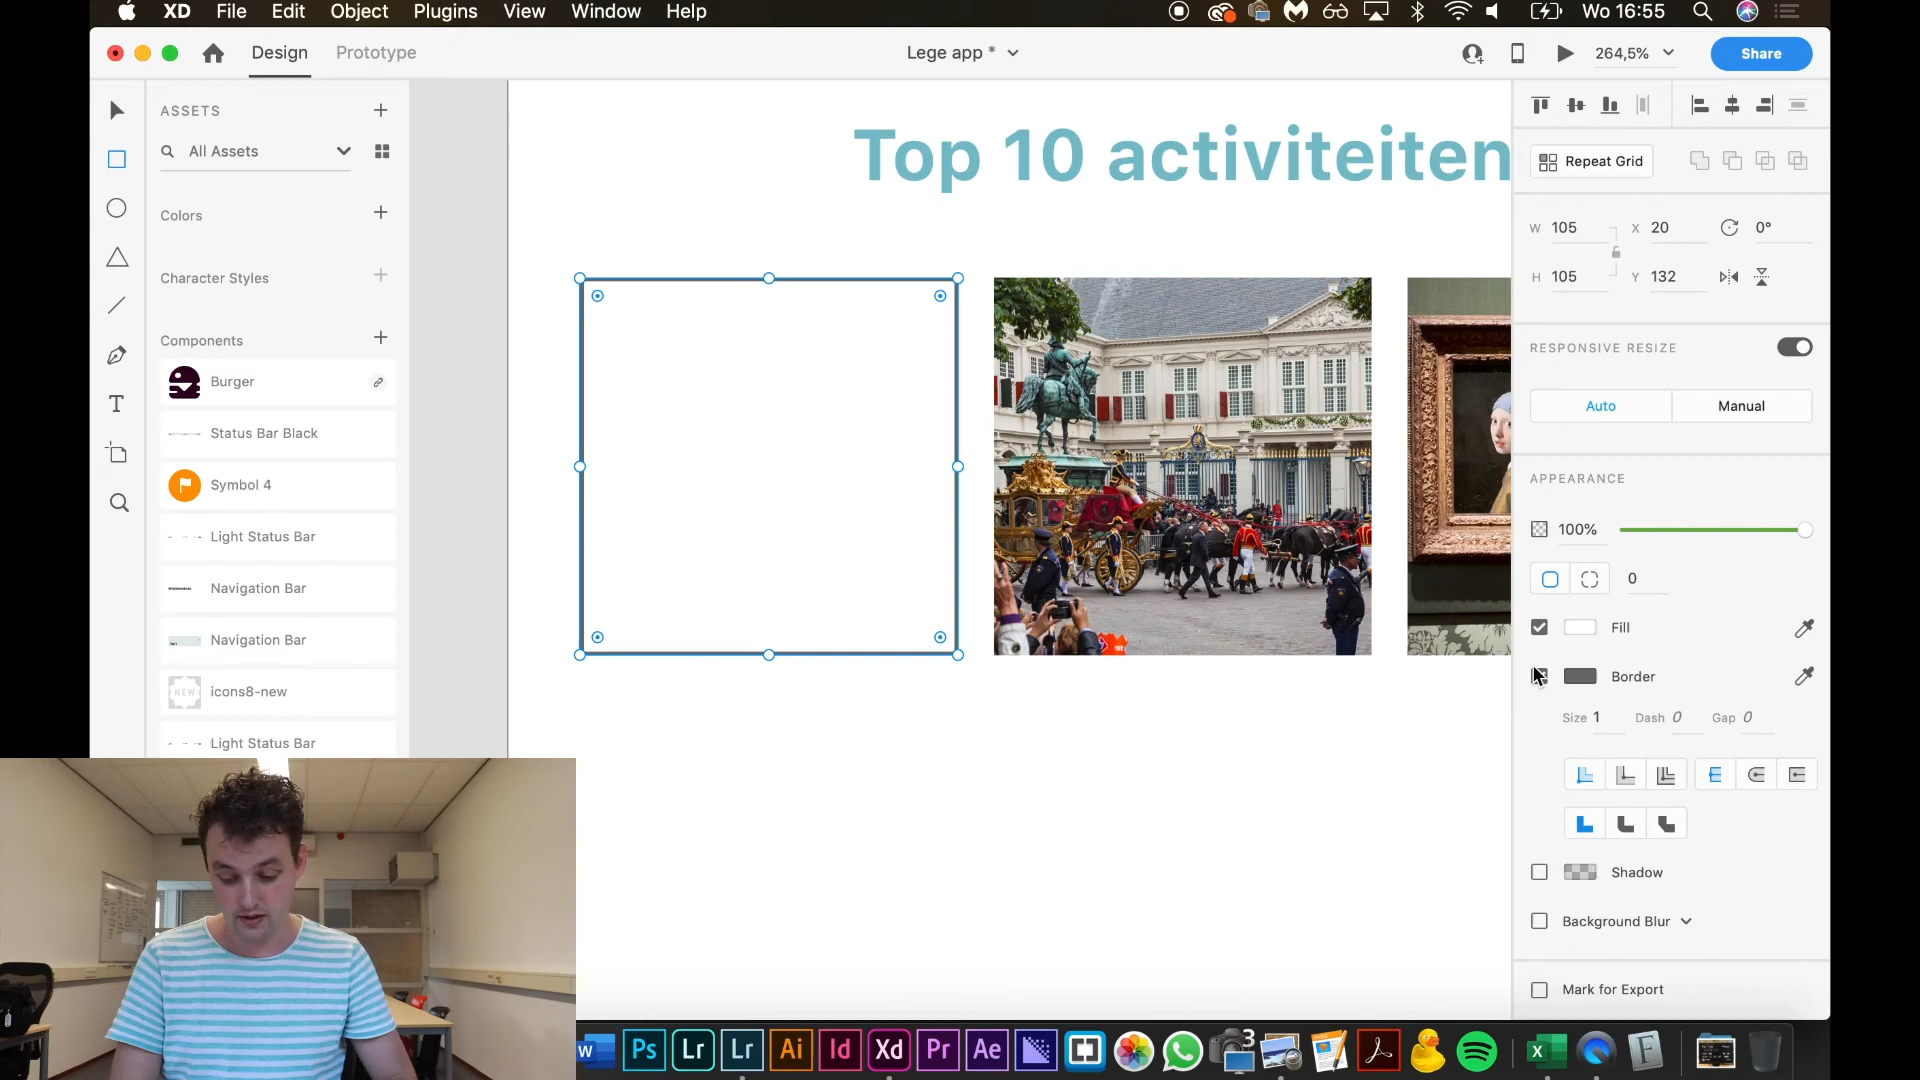 XD File Edit Object Plugins View Window Help
Wo 16:55
Design Prototype
Lege app *
264,5%
Share
ASSETS
All Assets
Colors
Character Styles
Components
Burger
Status Bar Black
Symbol 4
Light Status Bar
Navigation Bar
Navigation Bar
NEW icons8-new
Light Status Bar
Top 10 activiteiten
Repeat Grid
W 105 X 20 0°
H 105 Y 132
RESPONSIVE RESIZE
Auto Manual
APPEARANCE
100%
0
Fill
Border
Size 1 Dash 0 Gap 0
Shadow
Background Blur
Mark for Export
W Ps Lr Lr Ai Id Xd Pr Ae 3 X F